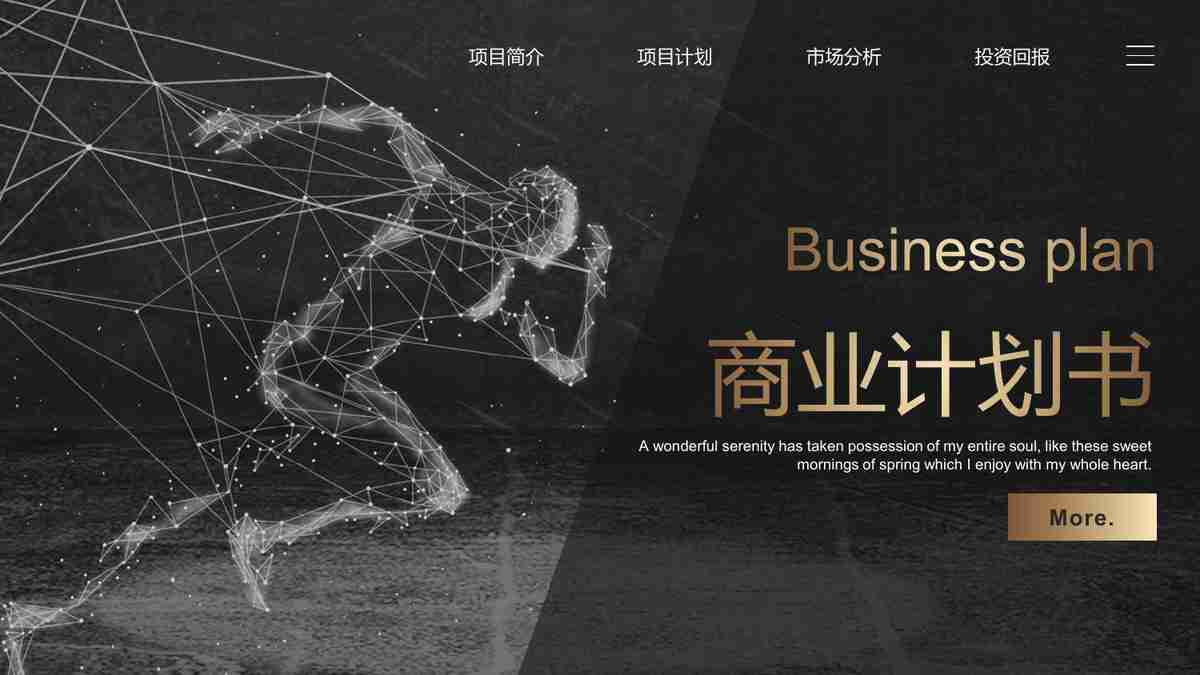 项目简介 项目计划 市场分析 投资回报
Business plan
商业计划书
A wonderful serenity has taken possession of my entire soul, like these sweet
mornings of spring which I enjoy with my whole heart.
More.